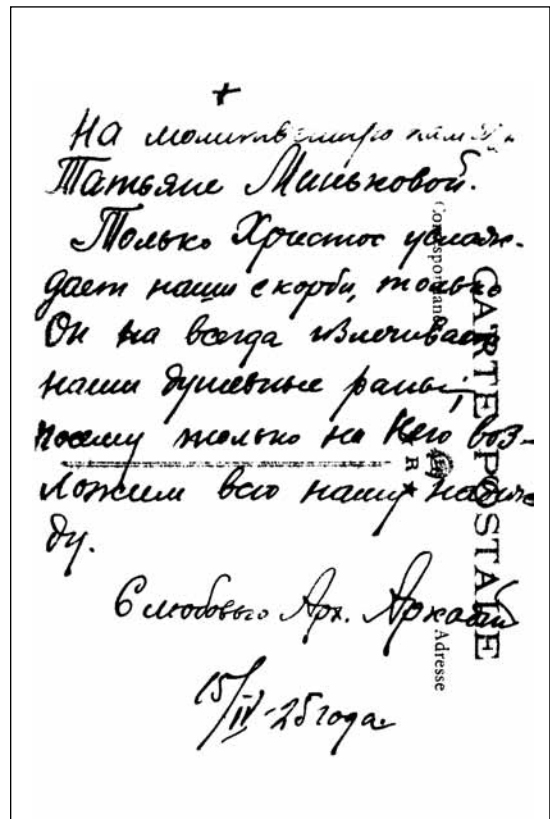 +
На молитвенную память
Татьяне Миньковой.
Только Христос услаж-
дает наши скорби, только
Он на всегда излечивает
наши душевные раны,
посему только на Него воз-
ложим всю нашу надеж
ду.
С любовью Арх. Аркадий
15/IV-25 года.
Correspondance
CARTE POSTALE
R
Adresse